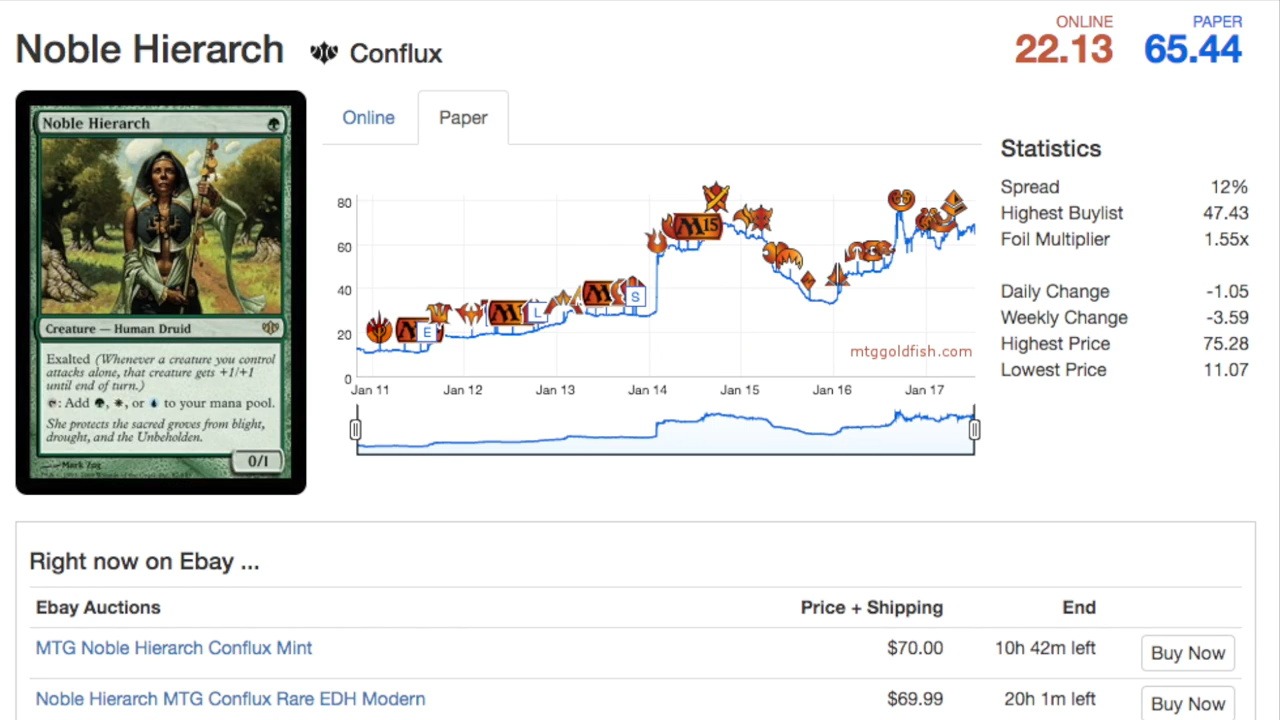 Noble Hierarch
Conflux
ONLINE
22.13
PAPER
65.44
Noble Hierarch
Creature — Human Druid
Exalted (Whenever a creature you control
attacks alone, that creature gets +1/+1
until end of turn.)
: Add , , or to your mana pool.
She protects the sacred groves from blight,
drought, and the Unbeholden.
Mark Zug
0/1
Online
Paper
80
60
40
20
0
M
E
M
L
M
S
M15
mtggoldfish.com
Jan 11
Jan 12
Jan 13
Jan 14
Jan 15
Jan 16
Jan 17
Statistics
Spread 12%
Highest Buylist 47.43
Foil Multiplier 1.55x
Daily Change -1.05
Weekly Change -3.59
Highest Price 75.28
Lowest Price 11.07
Right now on Ebay ...
Ebay Auctions Price + Shipping End
MTG Noble Hierarch Conflux Mint $70.00 10h 42m left Buy Now
Noble Hierarch MTG Conflux Rare EDH Modern $69.99 20h 1m left Buy Now